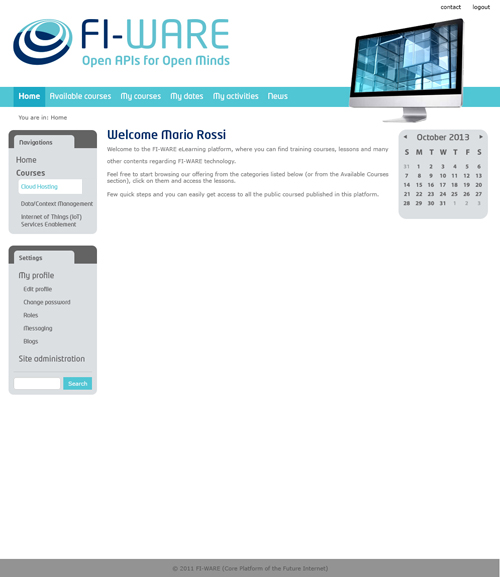 contact logout
FI-WARE
Open APIs for Open Minds
Home Available courses My courses My dates My activities News
You are in: Home
Navigations
Home
Courses
Cloud Hosting
Data/Context Management
Internet of Things (IoT)
Services Enablement
Settings
My profile
Edit profile
Change password
Roles
Messaging
Blogs
Site administration
Search
Welcome Mario Rossi
Welcome to the FI-WARE eLearning platform, where you can find training courses, lessons and many
other contents regarding FI-WARE technology.
Feel free to start browsing our offering from the categories listed below (or from the Available Courses
section), click on them and access the lessons.
Few quick steps and you can easily get access to all the public coursed published in this platform.
October 2013
S M T W T F S
31 1 2 3 4 5 6
7 8 9 10 11 12 13
14 15 16 17 18 19 20
21 22 23 24 25 26 27
28 29 30 31 1 2 3
© 2011 FI-WARE (Core Platform of the Future Internet)